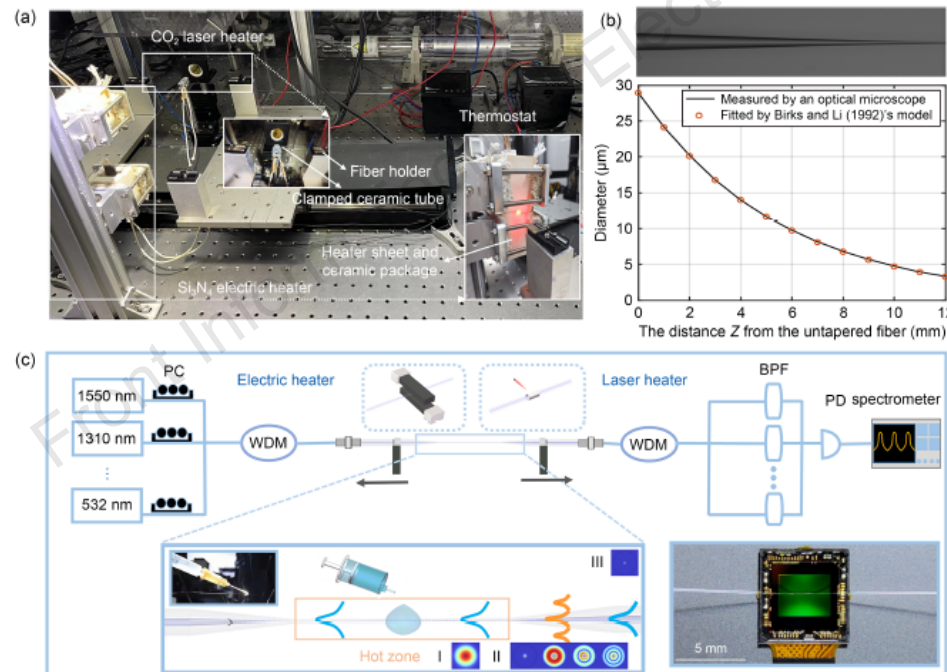 (a)
CO₂ laser heater
Thermostat
Fiber holder
Clamped ceramic tube
Heater sheet and
ceramic package
Si₃N₄ electric heater
(b)
Measured by an optical microscope
Fitted by Birks and Li (1992)'s model
Diameter (μm)
30
25
20
15
10
5
0
0 2 4 6 8 10 12
The distance Z from the untapered fiber (mm)
(c)
PC
Electric heater
Laser heater
BPF
1550 nm
1310 nm
532 nm
WDM
WDM
PD spectrometer
III
Hot zone
I
II
5 mm